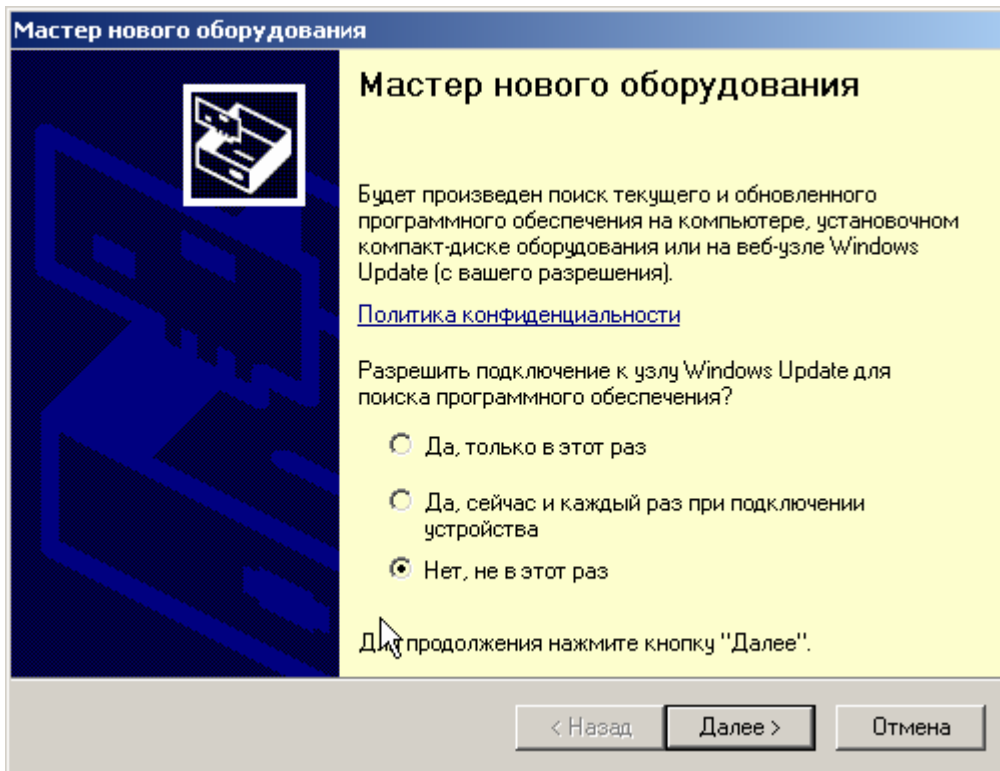 Мастер нового оборудования
Мастер нового оборудования
Будет произведен поиск текущего и обновленного
программного обеспечения на компьютере, установочном
компакт-диске оборудования или на веб-узле Windows
Update (с вашего разрешения).
Политика конфиденциальности
Разрешить подключение к узлу Windows Update для
поиска программного обеспечения?
Да, только в этот раз
Да, сейчас и каждый раз при подключении
устройства
Нет, не в этот раз
Для продолжения нажмите кнопку "Далее".
< Назад
Далее >
Отмена